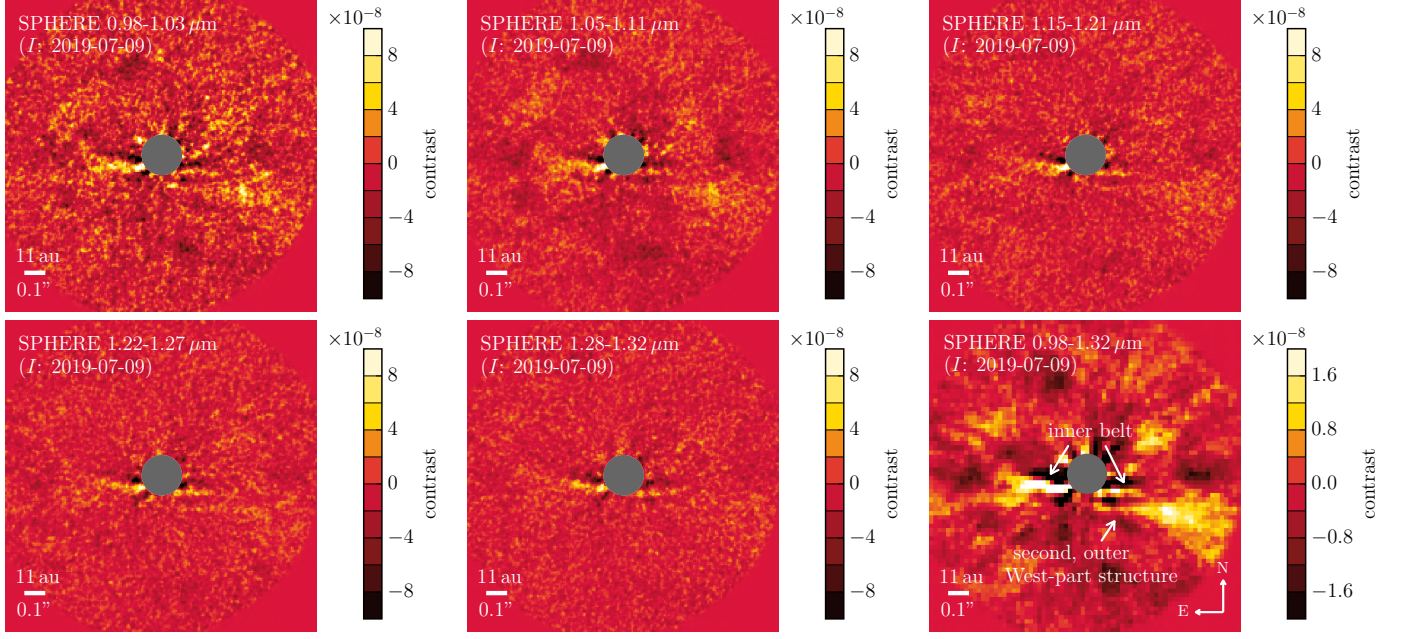 SPHERE 0.98-1.03 μm
(I: 2019-07-09)
11 au
0.1"
×10⁻⁸
8
4
0
−4
−8
contrast
SPHERE 1.05-1.11 μm
(I: 2019-07-09)
11 au
0.1"
×10⁻⁸
8
4
0
−4
−8
contrast
SPHERE 1.15-1.21 μm
(I: 2019-07-09)
11 au
0.1"
×10⁻⁸
8
4
0
−4
−8
contrast
SPHERE 1.22-1.27 μm
(I: 2019-07-09)
11 au
0.1"
×10⁻⁸
8
4
0
−4
−8
contrast
SPHERE 1.28-1.32 μm
(I: 2019-07-09)
11 au
0.1"
×10⁻⁸
8
4
0
−4
−8
contrast
SPHERE 0.98-1.32 μm
(I: 2019-07-09)
inner belt
second, outer
West-part structure
11 au
0.1"
N
E
×10⁻⁸
1.6
0.8
0.0
−0.8
−1.6
contrast